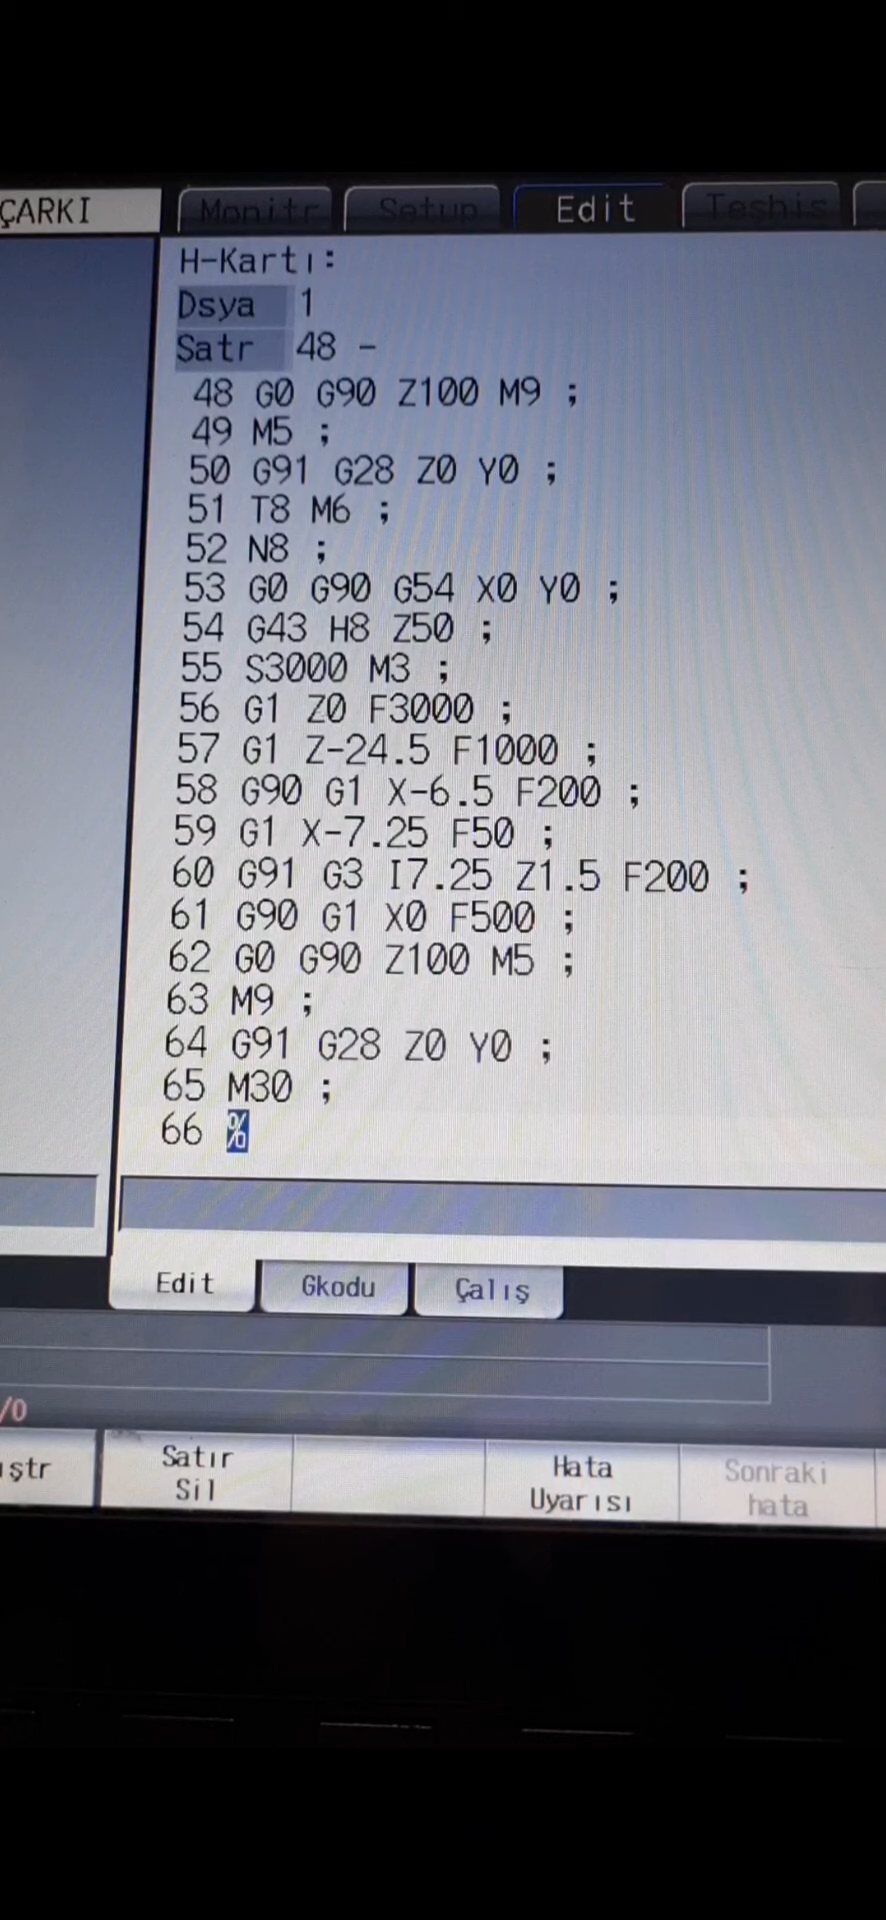 ÇARKI
Monitr
Setup
Edit
Teshis
H-Kartı:
Dsya 1
Satr 48 -
48 G0 G90 Z100 M9 ;
49 M5 ;
50 G91 G28 Z0 Y0 ;
51 T8 M6 ;
52 N8 ;
53 G0 G90 G54 X0 Y0 ;
54 G43 H8 Z50 ;
55 S3000 M3 ;
56 G1 Z0 F3000 ;
57 G1 Z-24.5 F1000 ;
58 G90 G1 X-6.5 F200 ;
59 G1 X-7.25 F50 ;
60 G91 G3 I7.25 Z1.5 F200 ;
61 G90 G1 X0 F500 ;
62 G0 G90 Z100 M5 ;
63 M9 ;
64 G91 G28 Z0 Y0 ;
65 M30 ;
66 %
Edit
Gkodu
Çalış
/0
ıştr
Satır
Sil
Hata
Uyarısı
Sonraki
hata